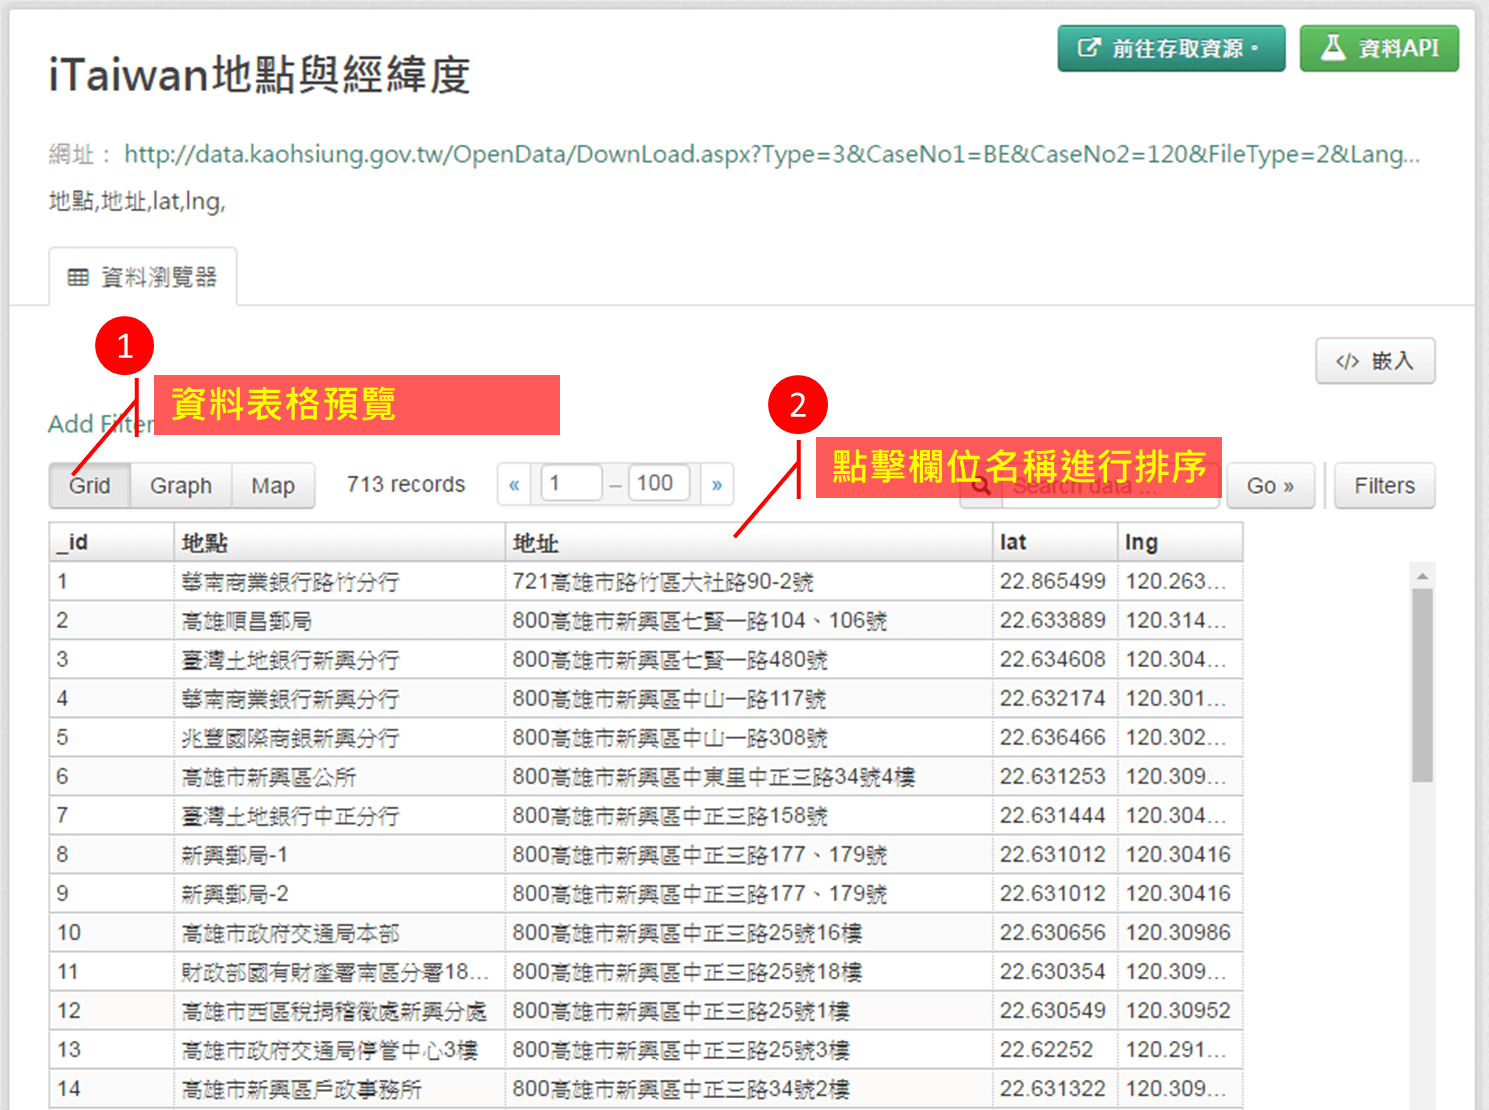 iTaiwan地點與經緯度
前往存取資源。
資料API
網址： http://data.kaohsiung.gov.tw/OpenData/DownLoad.aspx?Type=3&CaseNo1=BE&CaseNo2=120&FileType=2&Lang...
地點,地址,lat,lng,
資料瀏覽器
1
</> 嵌入
資料表格預覽
2
Add Filter
點擊欄位名稱進行排序
Grid Graph Map 713 records « 1 – 100 » Search data ... Go » Filters
_id 地點 地址 lat lng
1 華南商業銀行路竹分行 721高雄市路竹區大社路90-2號 22.865499 120.263...
2 高雄順昌郵局 800高雄市新興區七賢一路104、106號 22.633889 120.314...
3 臺灣土地銀行新興分行 800高雄市新興區七賢一路480號 22.634608 120.304...
4 華南商業銀行新興分行 800高雄市新興區中山一路117號 22.632174 120.301...
5 兆豐國際商銀新興分行 800高雄市新興區中山一路308號 22.636466 120.302...
6 高雄市新興區公所 800高雄市新興區中東里中正三路34號4樓 22.631253 120.309...
7 臺灣土地銀行中正分行 800高雄市新興區中正三路158號 22.631444 120.304...
8 新興郵局-1 800高雄市新興區中正三路177、179號 22.631012 120.30416
9 新興郵局-2 800高雄市新興區中正三路177、179號 22.631012 120.30416
10 高雄市政府交通局本部 800高雄市新興區中正三路25號16樓 22.630656 120.30986
11 財政部國有財產署南區分署18... 800高雄市新興區中正三路25號18樓 22.630354 120.309...
12 高雄市西區稅捐稽徵處新興分處 800高雄市新興區中正三路25號1樓 22.630549 120.30952
13 高雄市政府交通局停管中心3樓 800高雄市新興區中正三路25號3樓 22.62252 120.291...
14 高雄市新興區戶政事務所 800高雄市新興區中正三路34號2樓 22.631322 120.309...